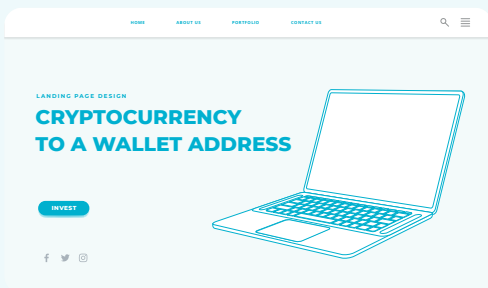 HOME ABOUT US PORTFOLIO CONTACT US
LANDING PAGE DESIGN
CRYPTOCURRENCY
TO A WALLET ADDRESS
INVEST